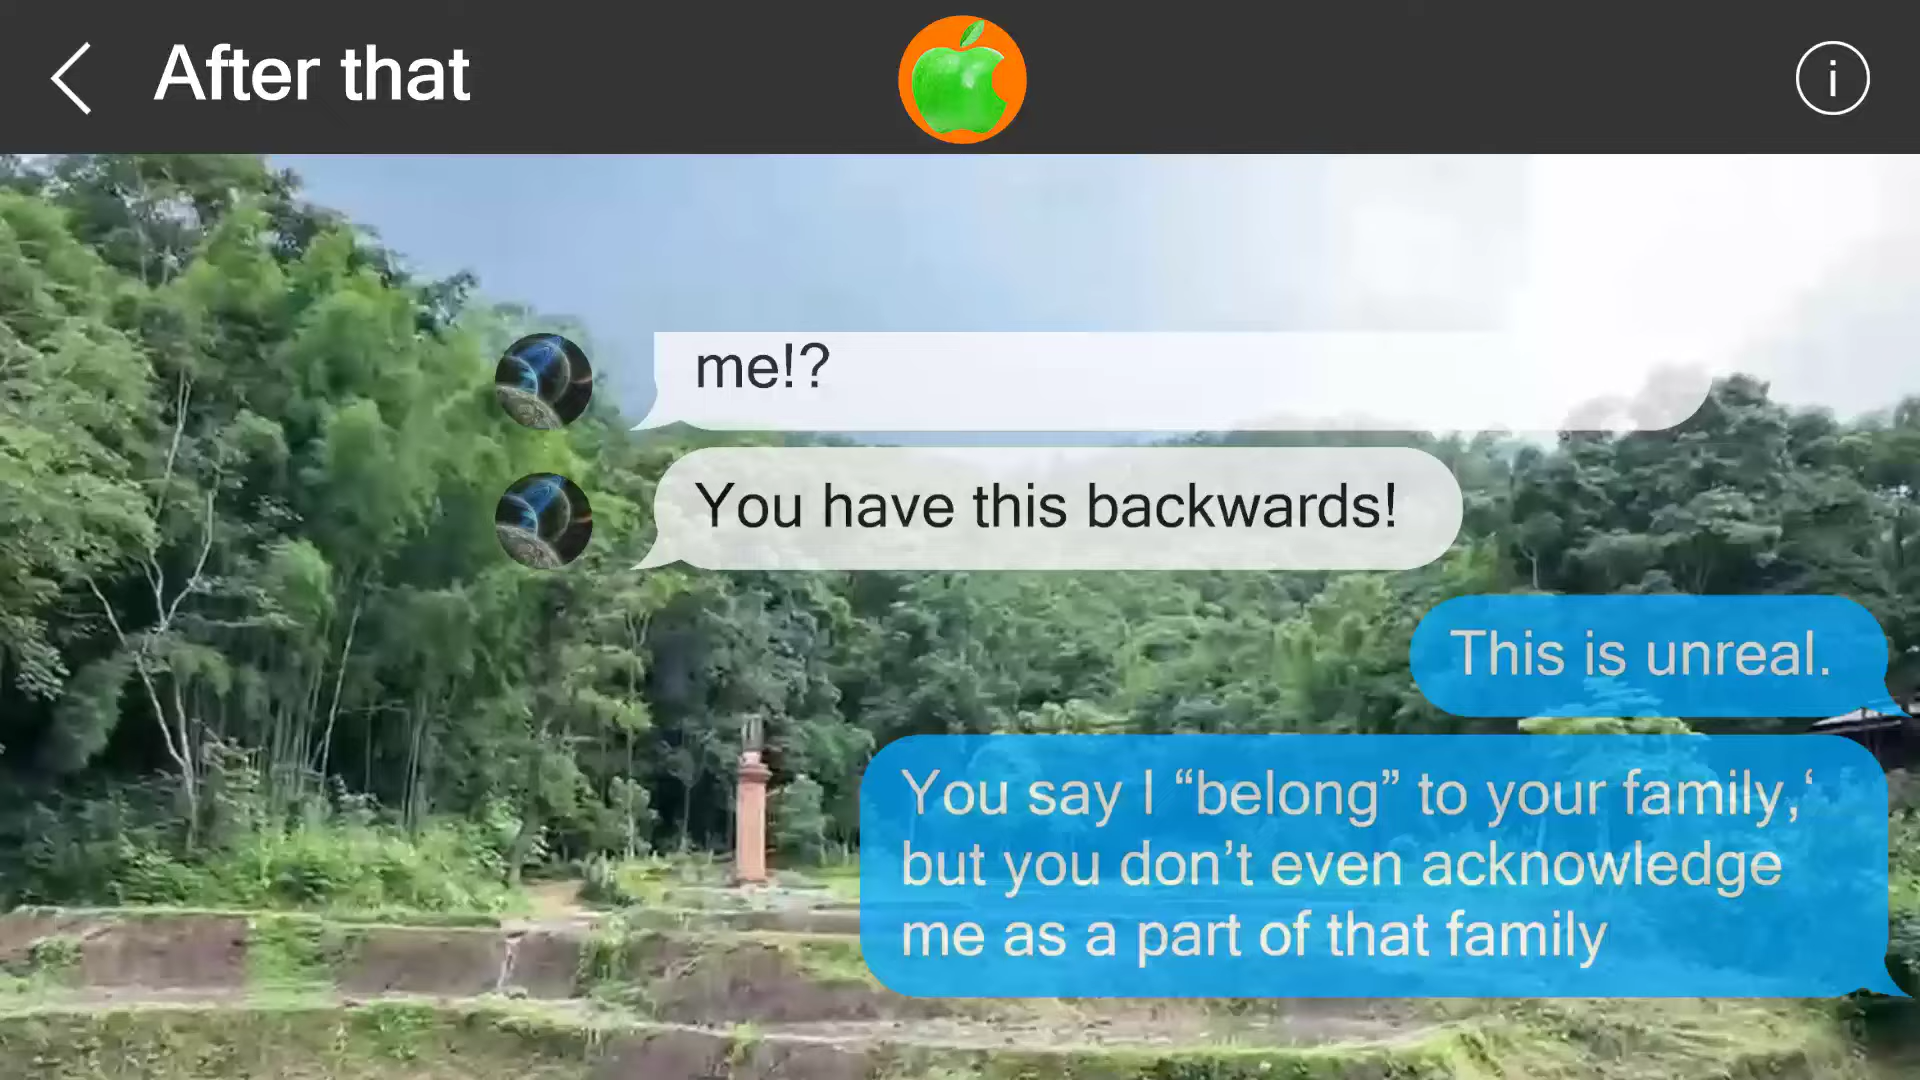 After that
i
me!?
You have this backwards!
This is unreal.
You say I “belong” to your family,‘
but you don’t even acknowledge
me as a part of that family